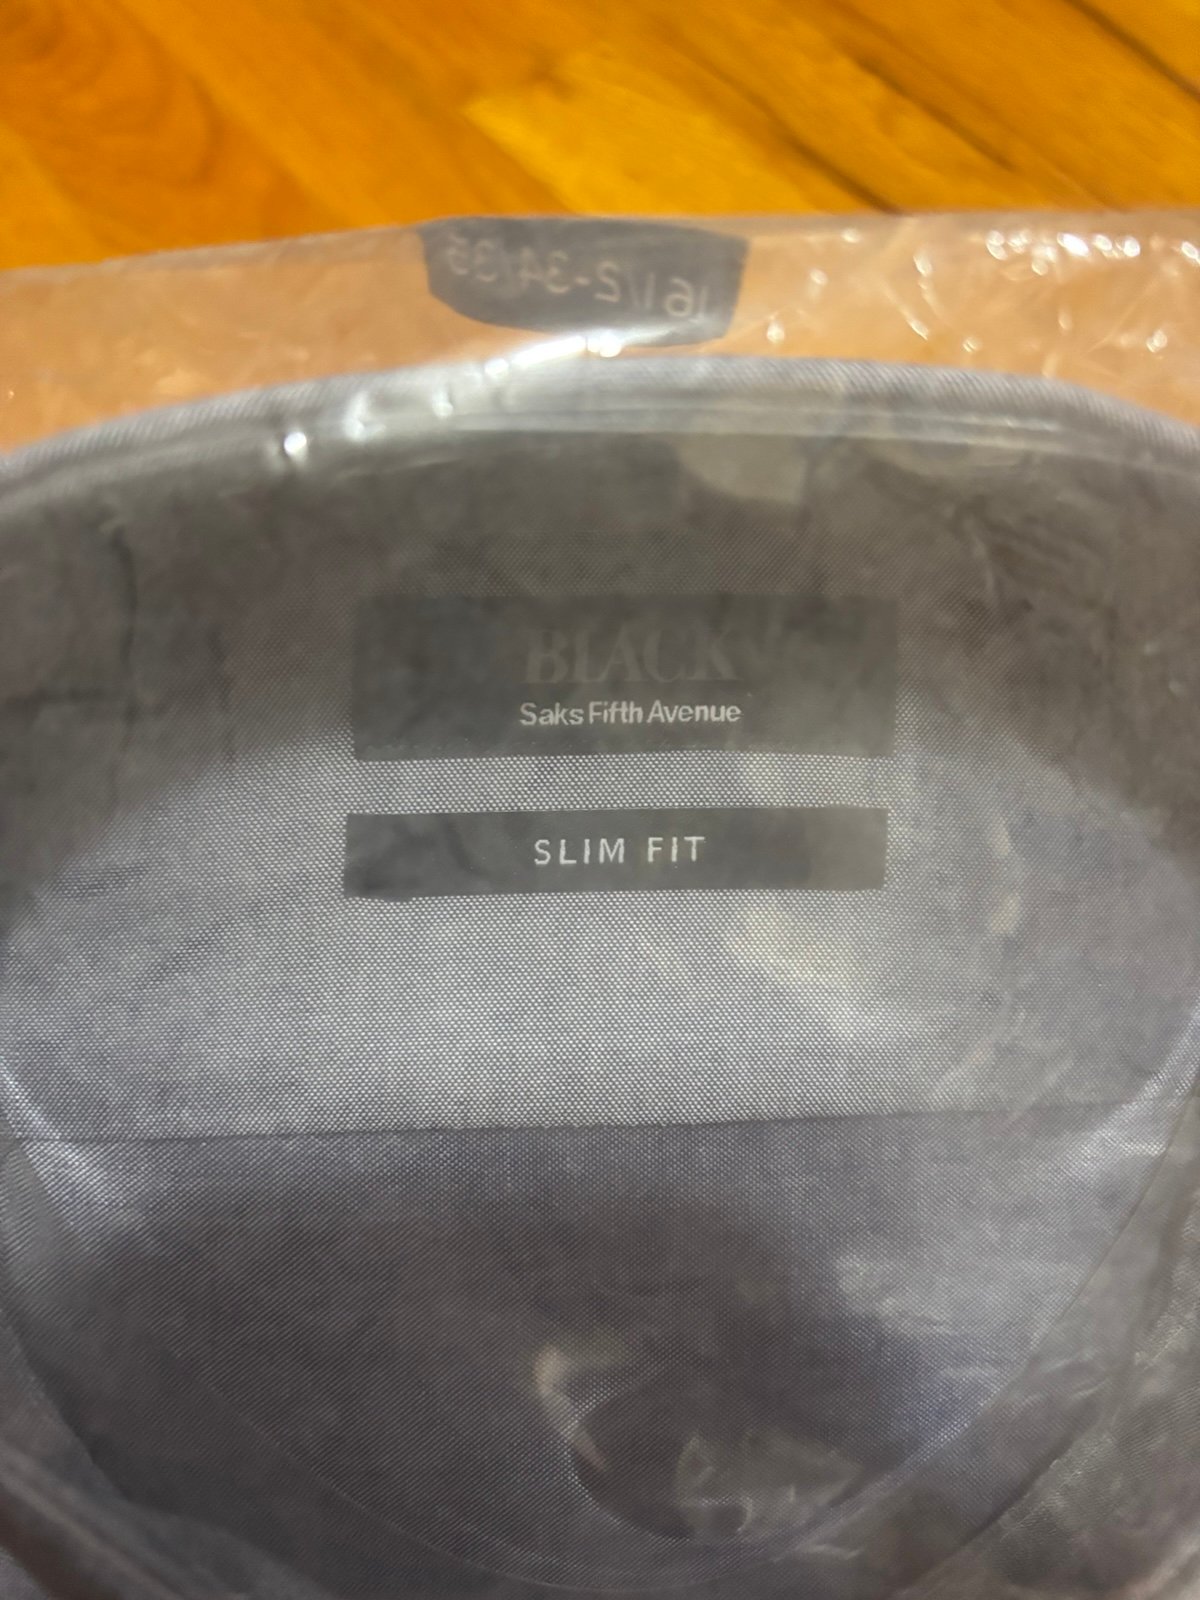 16 1/2-34/35
BLACK
Saks Fifth Avenue
SLIM FIT